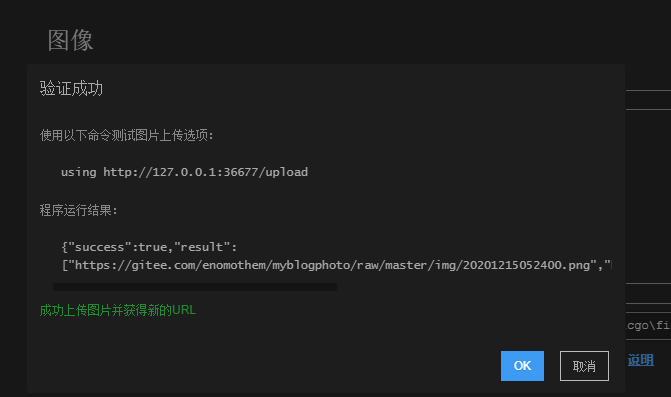 图像
验证成功
使用以下命令测试图片上传选项:
using http://127.0.0.1:36677/upload
程序运行结果:
{"success":true,"result":
["https://gitee.com/enomothem/myblogphoto/raw/master/img/20201215052400.png","
成功上传图片并获得新的URL
cgo\fi
说明
OK
取消